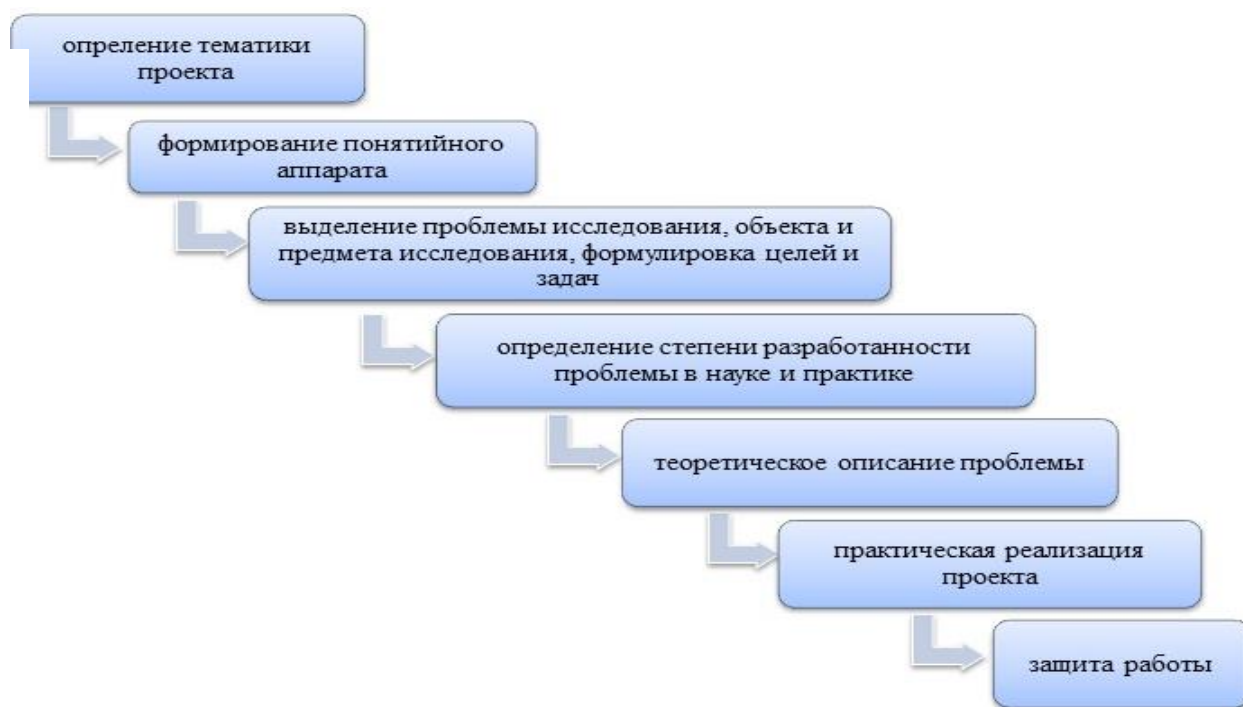 опреление тематики
проекта
формирование понятийного
аппарата
выделение проблемы исследования, объекта и
предмета исследования, формулировка целей и
задач
определение степени разработанности
проблемы в науке и практике
теоретическое описание проблемы
практическая реализация
проекта
защита работы